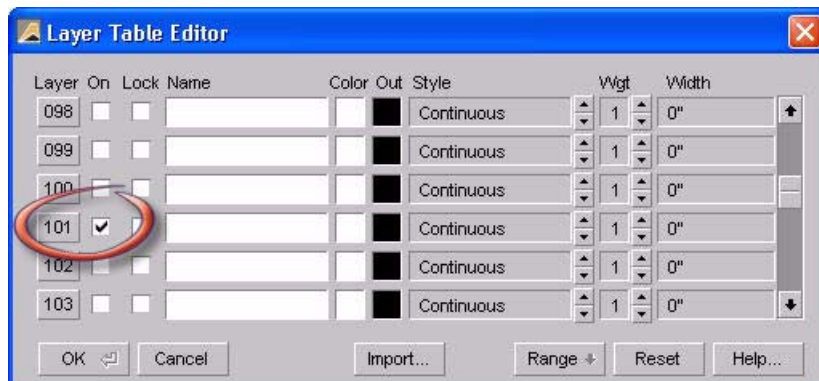 Layer Table Editor
Layer On Lock Name Color Out Style Wgt Width
098 Continuous 1 0"
099 Continuous 1 0"
100 Continuous 1 0"
101 Continuous 1 0"
102 Continuous 1 0"
103 Continuous 1 0"
OK Cancel Import... Range Reset Help...